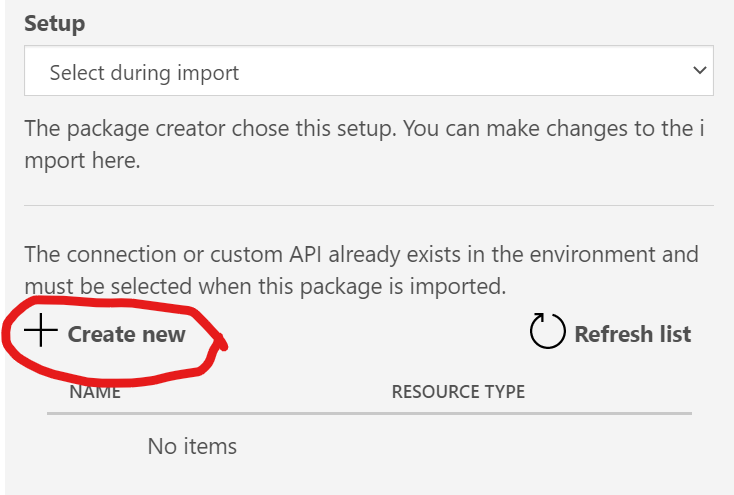 Setup
Select during import
The package creator chose this setup. You can make changes to the i
mport here.
The connection or custom API already exists in the environment and
must be selected when this package is imported.
Create new
Refresh list
NAME
RESOURCE TYPE
No items